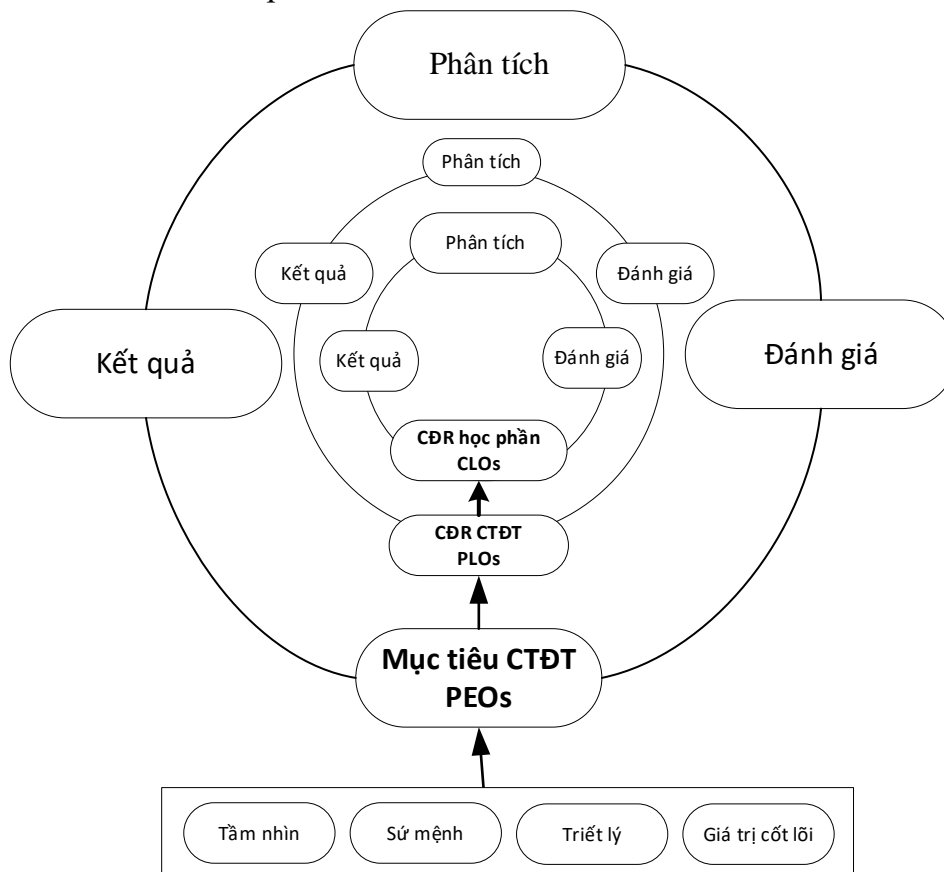 Phân tích
Phân tích
Phân tích
Kết quả
Đánh giá
Kết quả
Đánh giá
Kết quả
Đánh giá
CĐR học phần
CLOs
CĐR CTĐT
PLOs
Mục tiêu CTĐT
PEOs
Tầm nhìn
Sứ mệnh
Triết lý
Giá trị cốt lõi